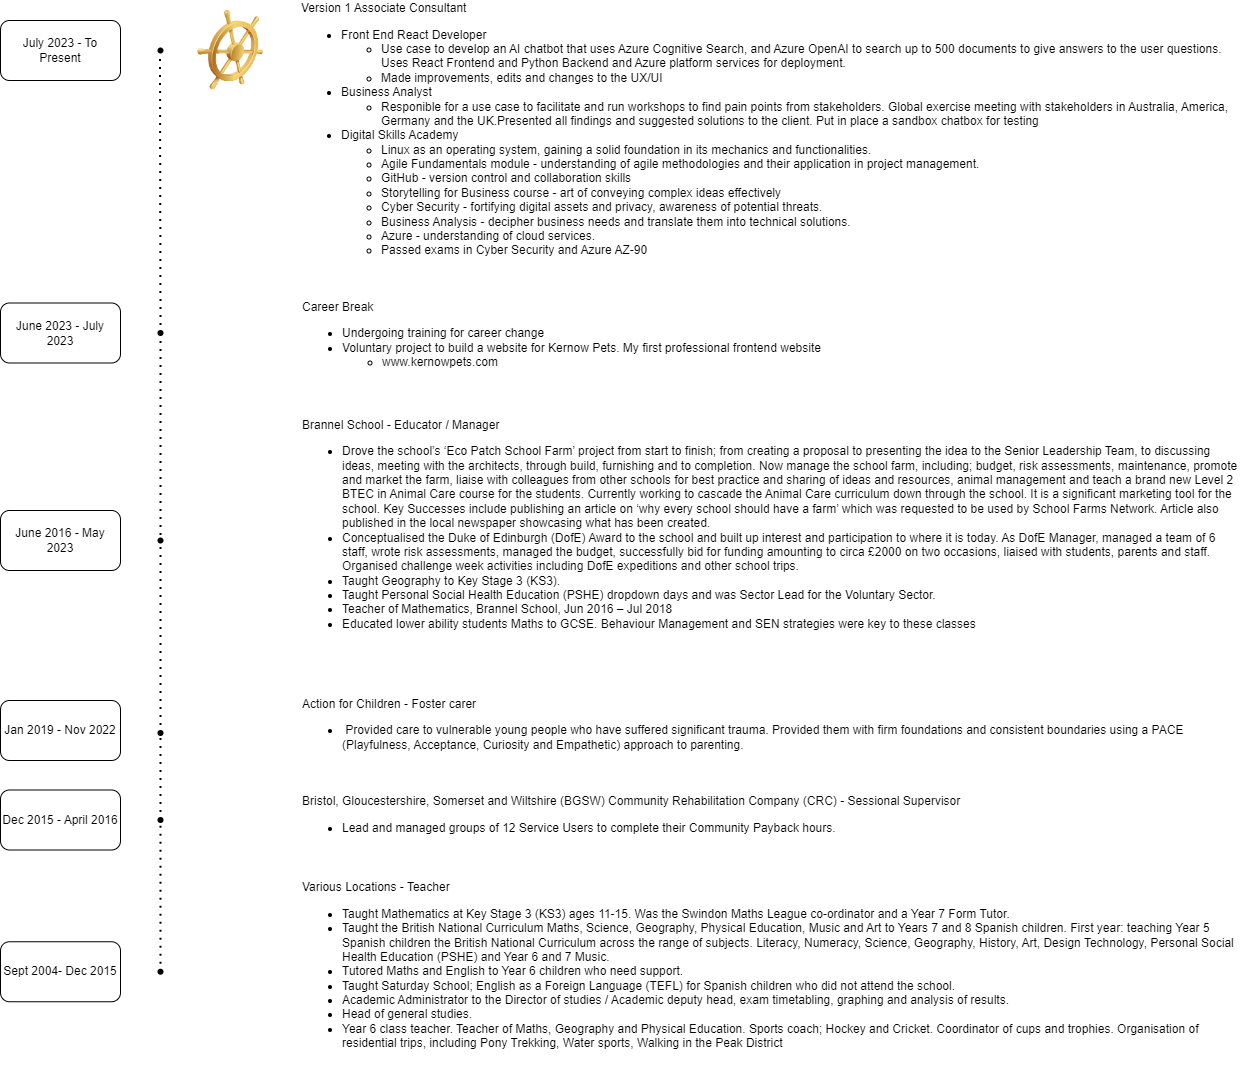 Version 1 Associate Consultant
July 2023 - To
Present
Front End React Developer
Use case to develop an AI chatbot that uses Azure Cognitive Search, and Azure OpenAI to search up to 500 documents to give answers to the user questions.
Uses React Frontend and Python Backend and Azure platform services for deployment.
Made improvements, edits and changes to the UX/UI
Business Analyst
Responible for a use case to facilitate and run workshops to find pain points from stakeholders. Global exercise meeting with stakeholders in Australia, America,
Germany and the UK.Presented all findings and suggested solutions to the client. Put in place a sandbox chatbox for testing
Digital Skills Academy
Linux as an operating system, gaining a solid foundation in its mechanics and functionalities.
Agile Fundamentals module - understanding of agile methodologies and their application in project management.
GitHub - version control and collaboration skills
Storytelling for Business course - art of conveying complex ideas effectively
Cyber Security - fortifying digital assets and privacy, awareness of potential threats.
Business Analysis - decipher business needs and translate them into technical solutions.
Azure - understanding of cloud services.
Passed exams in Cyber Security and Azure AZ-90
Career Break
June 2023 - July
2023
Undergoing training for career change
Voluntary project to build a website for Kernow Pets. My first professional frontend website
www.kernowpets.com
Brannel School - Educator / Manager
June 2016 - May
2023
Drove the school's ‘Eco Patch School Farm’ project from start to finish; from creating a proposal to presenting the idea to the Senior Leadership Team, to discussing
ideas, meeting with the architects, through build, furnishing and to completion. Now manage the school farm, including; budget, risk assessments, maintenance, promote
and market the farm, liaise with colleagues from other schools for best practice and sharing of ideas and resources, animal management and teach a brand new Level 2
BTEC in Animal Care course for the students. Currently working to cascade the Animal Care curriculum down through the school. It is a significant marketing tool for the
school. Key Successes include publishing an article on ‘why every school should have a farm’ which was requested to be used by School Farms Network. Article also
published in the local newspaper showcasing what has been created.
Conceptualised the Duke of Edinburgh (DofE) Award to the school and built up interest and participation to where it is today. As DofE Manager, managed a team of 6
staff, wrote risk assessments, managed the budget, successfully bid for funding amounting to circa £2000 on two occasions, liaised with students, parents and staff.
Organised challenge week activities including DofE expeditions and other school trips.
Taught Geography to Key Stage 3 (KS3).
Taught Personal Social Health Education (PSHE) dropdown days and was Sector Lead for the Voluntary Sector.
Teacher of Mathematics, Brannel School, Jun 2016 – Jul 2018
Educated lower ability students Maths to GCSE. Behaviour Management and SEN strategies were key to these classes
Action for Children - Foster carer
Jan 2019 - Nov 2022
Provided care to vulnerable young people who have suffered significant trauma. Provided them with firm foundations and consistent boundaries using a PACE
(Playfulness, Acceptance, Curiosity and Empathetic) approach to parenting.
Bristol, Gloucestershire, Somerset and Wiltshire (BGSW) Community Rehabilitation Company (CRC) - Sessional Supervisor
Dec 2015 - April 2016
Lead and managed groups of 12 Service Users to complete their Community Payback hours.
Various Locations - Teacher
Sept 2004- Dec 2015
Taught Mathematics at Key Stage 3 (KS3) ages 11-15. Was the Swindon Maths League co-ordinator and a Year 7 Form Tutor.
Taught the British National Curriculum Maths, Science, Geography, Physical Education, Music and Art to Years 7 and 8 Spanish children. First year: teaching Year 5
Spanish children the British National Curriculum across the range of subjects. Literacy, Numeracy, Science, Geography, History, Art, Design Technology, Personal Social
Health Education (PSHE) and Year 6 and 7 Music.
Tutored Maths and English to Year 6 children who need support.
Taught Saturday School; English as a Foreign Language (TEFL) for Spanish children who did not attend the school.
Academic Administrator to the Director of studies / Academic deputy head, exam timetabling, graphing and analysis of results.
Head of general studies.
Year 6 class teacher. Teacher of Maths, Geography and Physical Education. Sports coach; Hockey and Cricket. Coordinator of cups and trophies. Organisation of
residential trips, including Pony Trekking, Water sports, Walking in the Peak District